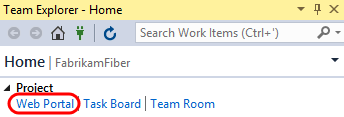 Team Explorer - Home
Search Work Items (Ctrl+')
Home | FabrikamFiber
Project
Web Portal | Task Board | Team Room